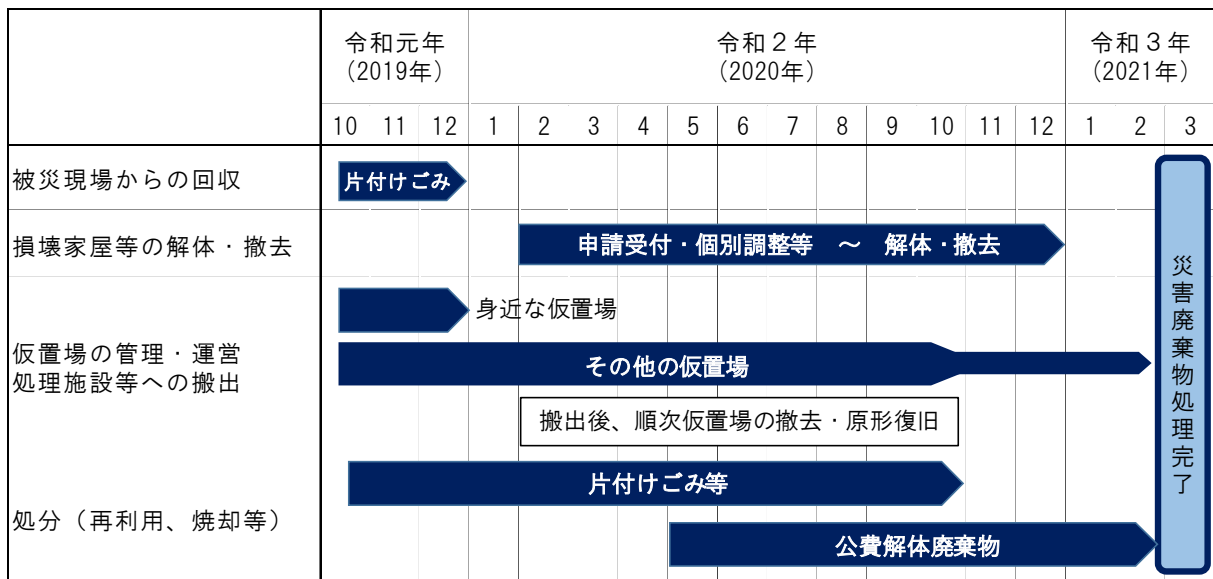 令和元年
(2019年)
令和２年
(2020年)
令和３年
(2021年)
10 11 12 1 2 3 4 5 6 7 8 9 10 11 12 1 2 3
被災現場からの回収
片付けごみ
損壊家屋等の解体・撤去
申請受付・個別調整等 ～ 解体・撤去
身近な仮置場
仮置場の管理・運営
処理施設等への搬出
その他の仮置場
搬出後、順次仮置場の撤去・原形復旧
片付けごみ等
処分（再利用、焼却等）
公費解体廃棄物
災害廃棄物処理完了